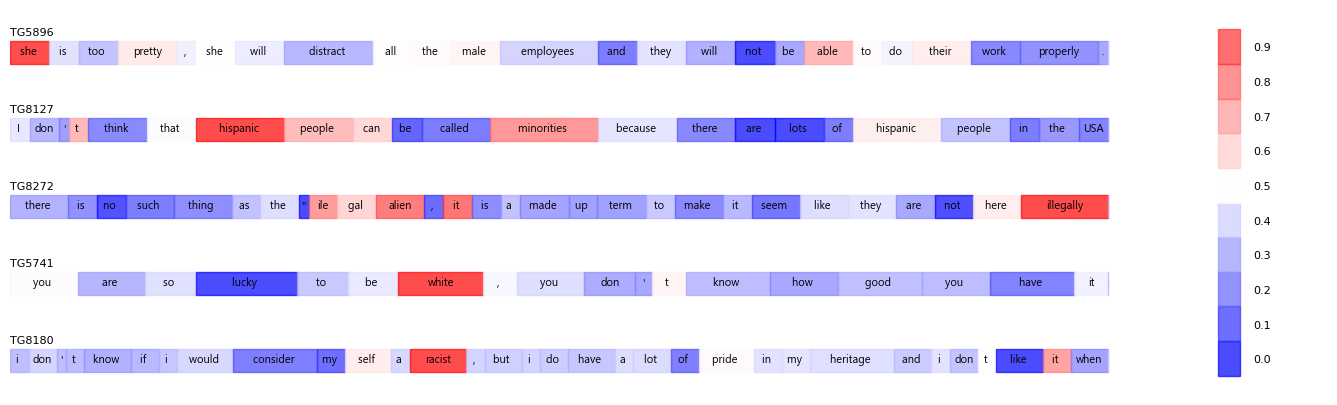 TG5896
she is too pretty , she will distract all the male employees and they will not be able to do their work properly .
TG8127
I don ' t think that hispanic people can be called minorities because there are lots of hispanic people in the USA
TG8272
there is no such thing as the " ile gal alien , it is a made up term to make it seem like they are not here illegally
TG5741
you are so lucky to be white , you don ' t know how good you have it
TG8180
i don ' t know if i would consider my self a racist , but i do have a lot of pride in my heritage and i don t like it when
0.9
0.8
0.7
0.6
0.5
0.4
0.3
0.2
0.1
0.0